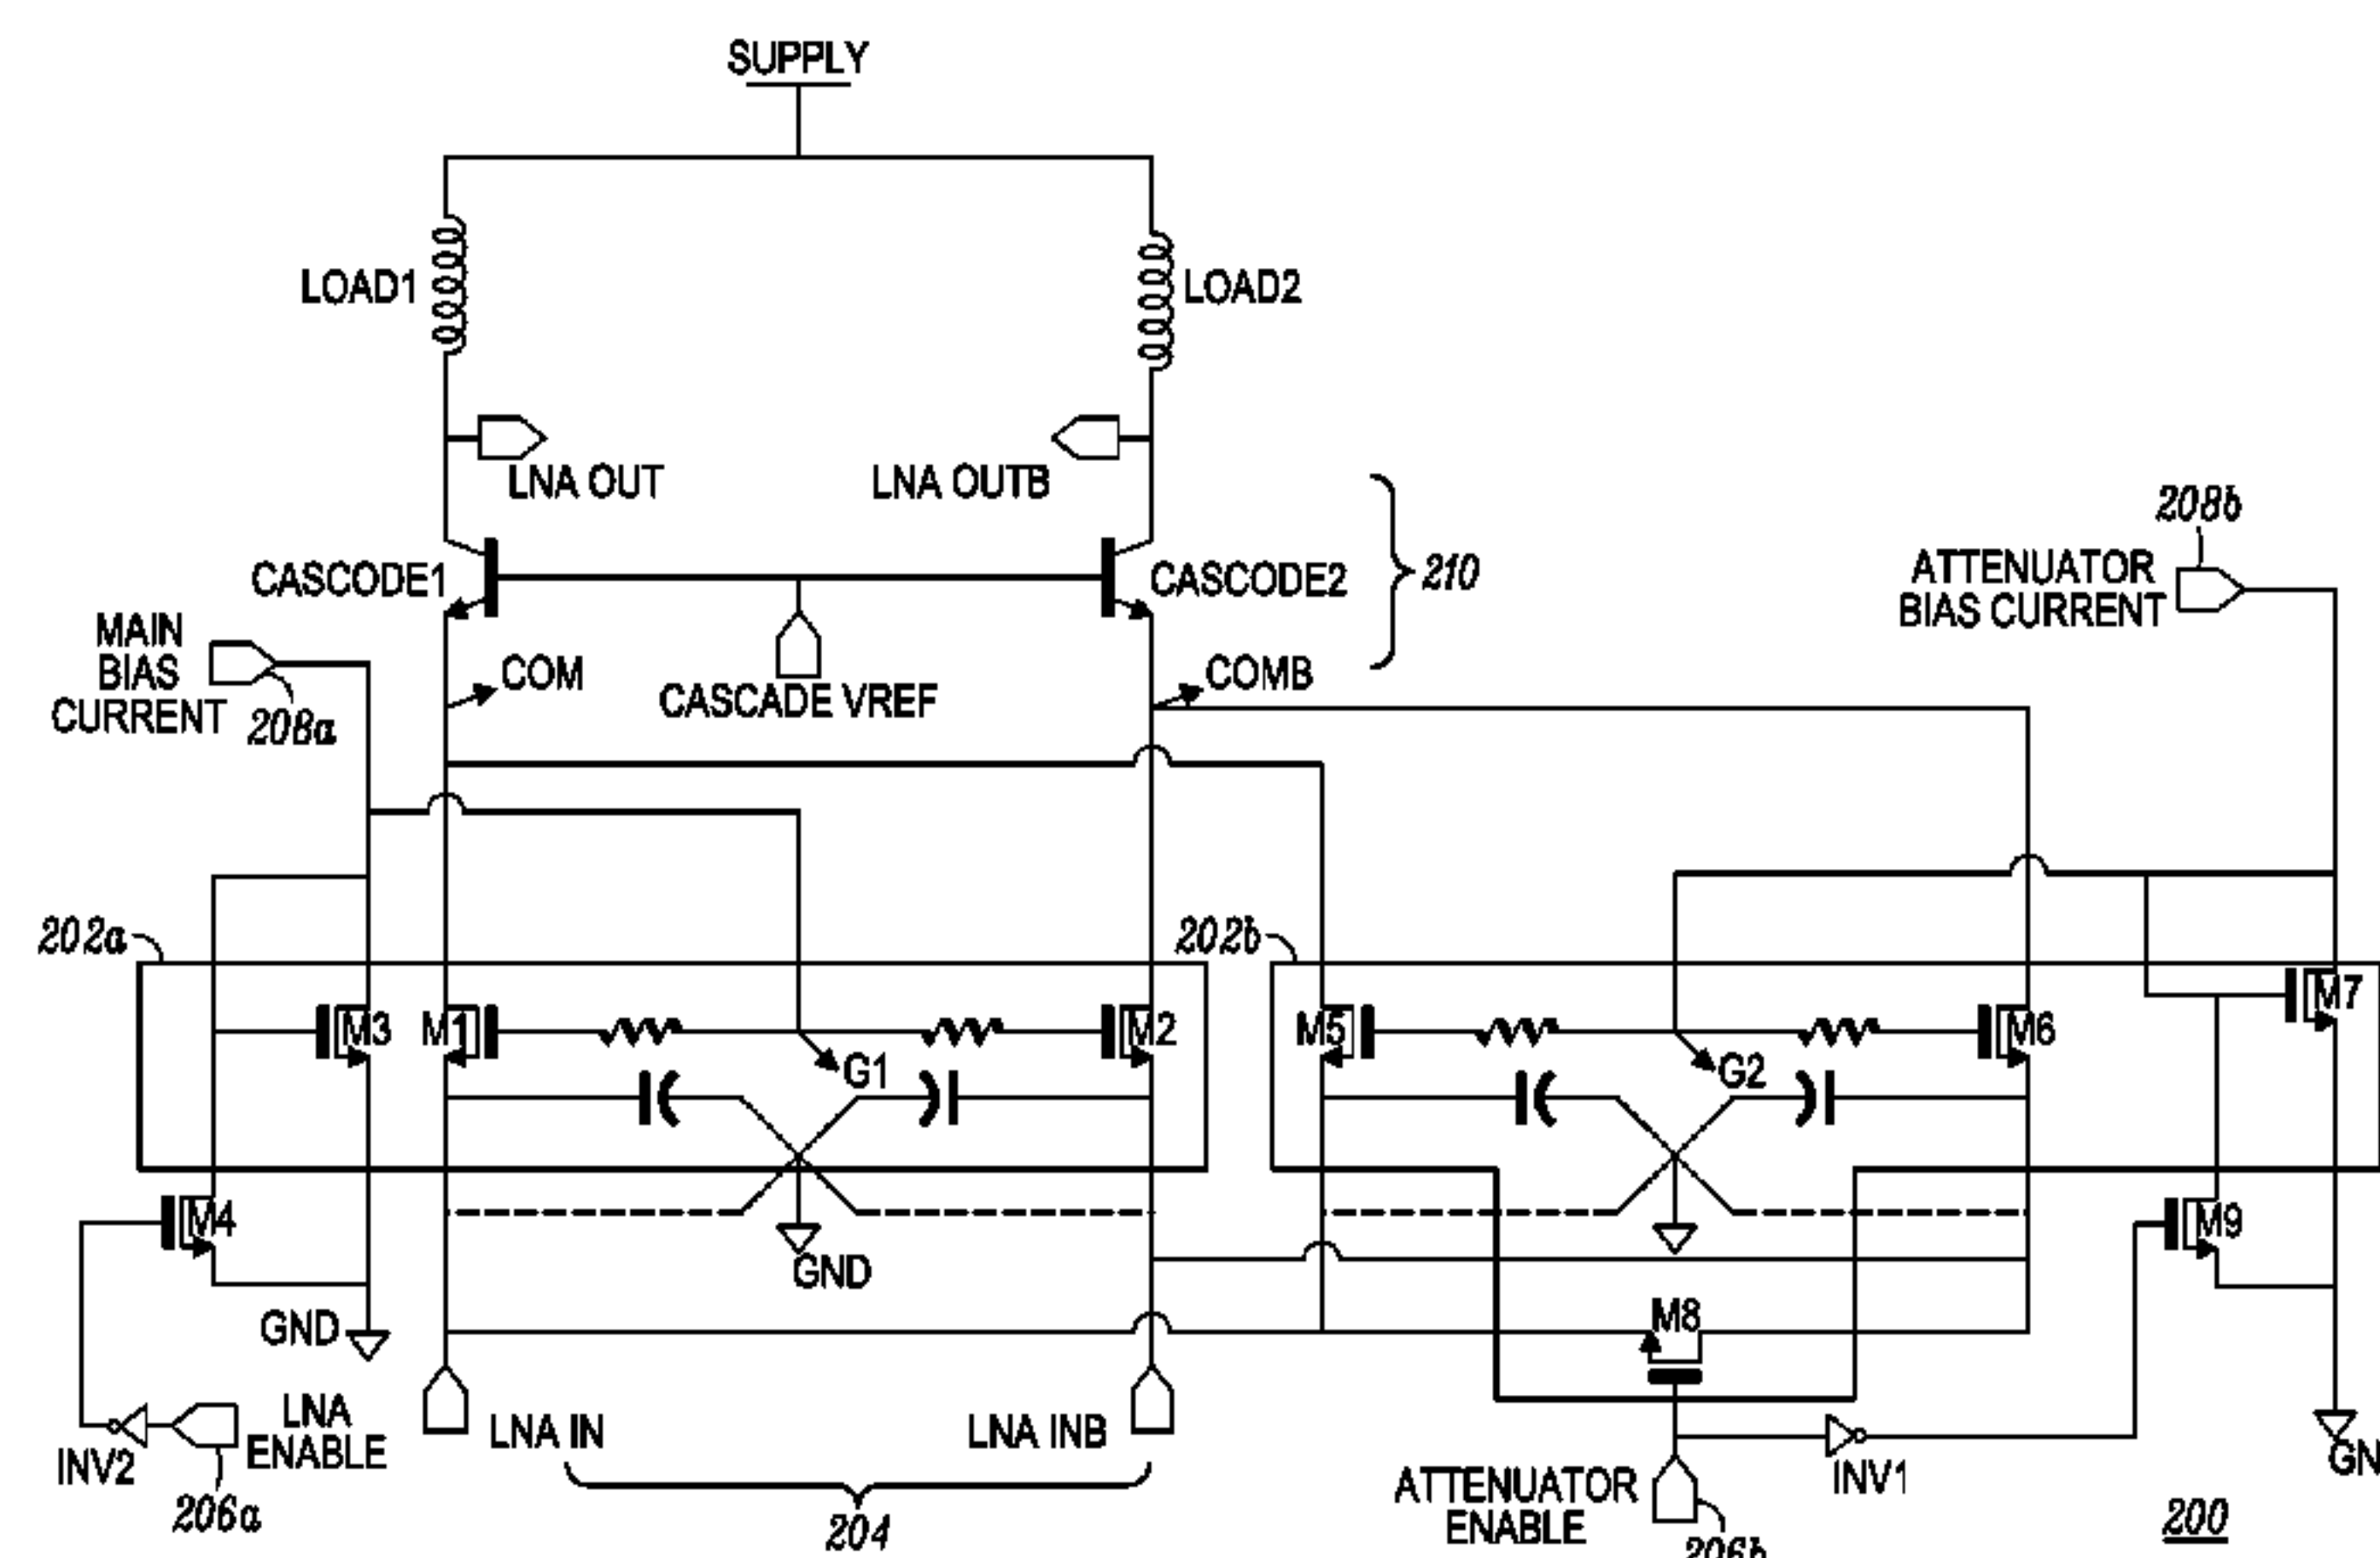 SUPPLY
LOAD1
LOAD2
LNA OUT
LNA OUTB
CASCODE1
CASCODE2
210
208b
ATTENUATOR
BIAS CURRENT
MAIN
BIAS
CURRENT
208a
COM
CASCADE VREF
COMB
202a
202b
M3
M1
G1
M2
M5
G2
M6
M7
M4
GND
M9
GND
M8
LNA
ENABLE
INV2
206a
LNA IN
LNA INB
204
ATTENUATOR
ENABLE
206b
INV1
GN
200